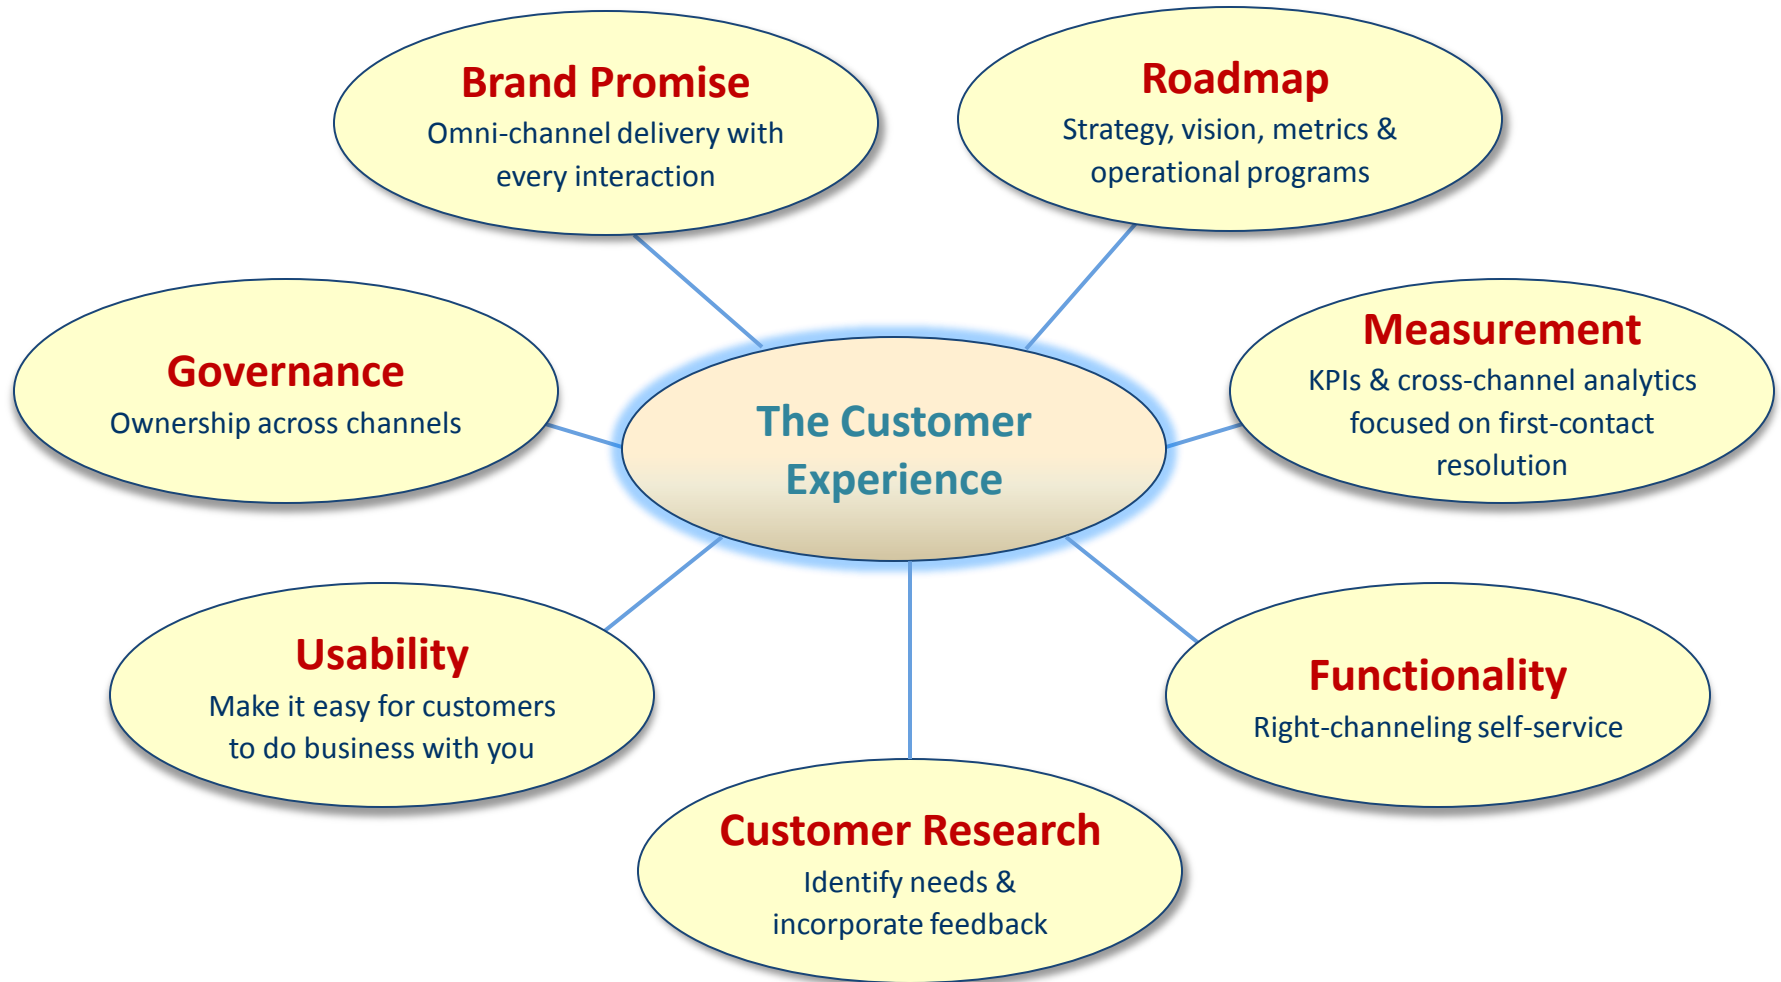 Brand Promise
Omni-channel delivery with
every interaction
Roadmap
Strategy, vision, metrics &
operational programs
Governance
Ownership across channels
The Customer
Experience
Measurement
KPIs & cross-channel analytics
focused on first-contact
resolution
Usability
Make it easy for customers
to do business with you
Functionality
Right-channeling self-service
Customer Research
Identify needs &
incorporate feedback